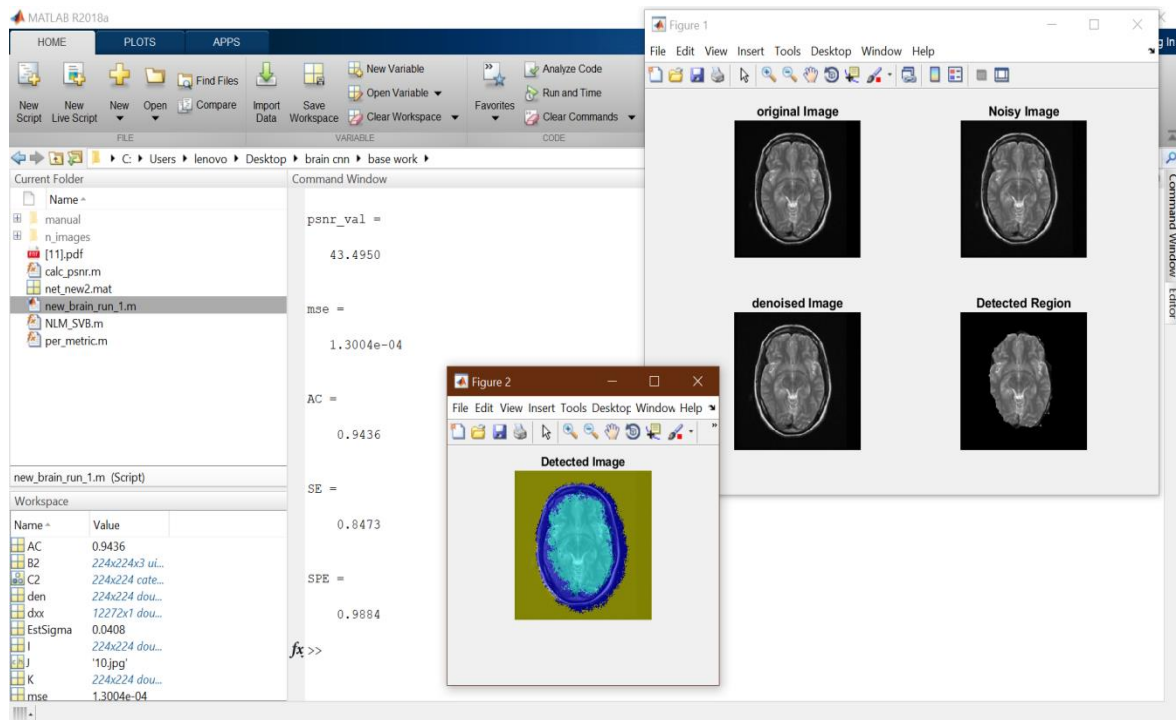 MATLAB R2018a
HOME PLOTS APPS
New Script
New Live Script
New
Open
Find Files
Compare
Import Data
Save Workspace
New Variable
Open Variable
Clear Workspace
Favorites
Analyze Code
Run and Time
Clear Commands
FILE VARIABLE CODE
C: Users lenovo Desktop brain cnn base work
Current Folder
Name
manual
n_images
[11].pdf
calc_psnr.m
net_new2.mat
new_brain_run_1.m
NLM_SVB.m
per_metric.m
new_brain_run_1.m (Script)
Workspace
Name Value
AC 0.9436
B2 224x224x3 ui...
C2 224x224 cate...
den 224x224 dou...
dxx 12272x1 dou...
EstSigma 0.0408
I 224x224 dou...
J '10.jpg'
K 224x224 dou...
mse 1.3004e-04
Command Window
psnr_val =
43.4950
mse =
1.3004e-04
AC =
0.9436
SE =
0.8473
SPE =
0.9884
fx >>
Figure 1
File Edit View Insert Tools Desktop Window Help
original Image
Noisy Image
denoised Image
Detected Region
Figure 2
File Edit View Insert Tools Desktop Window Help
Detected Image
g In
Command Window
Editor